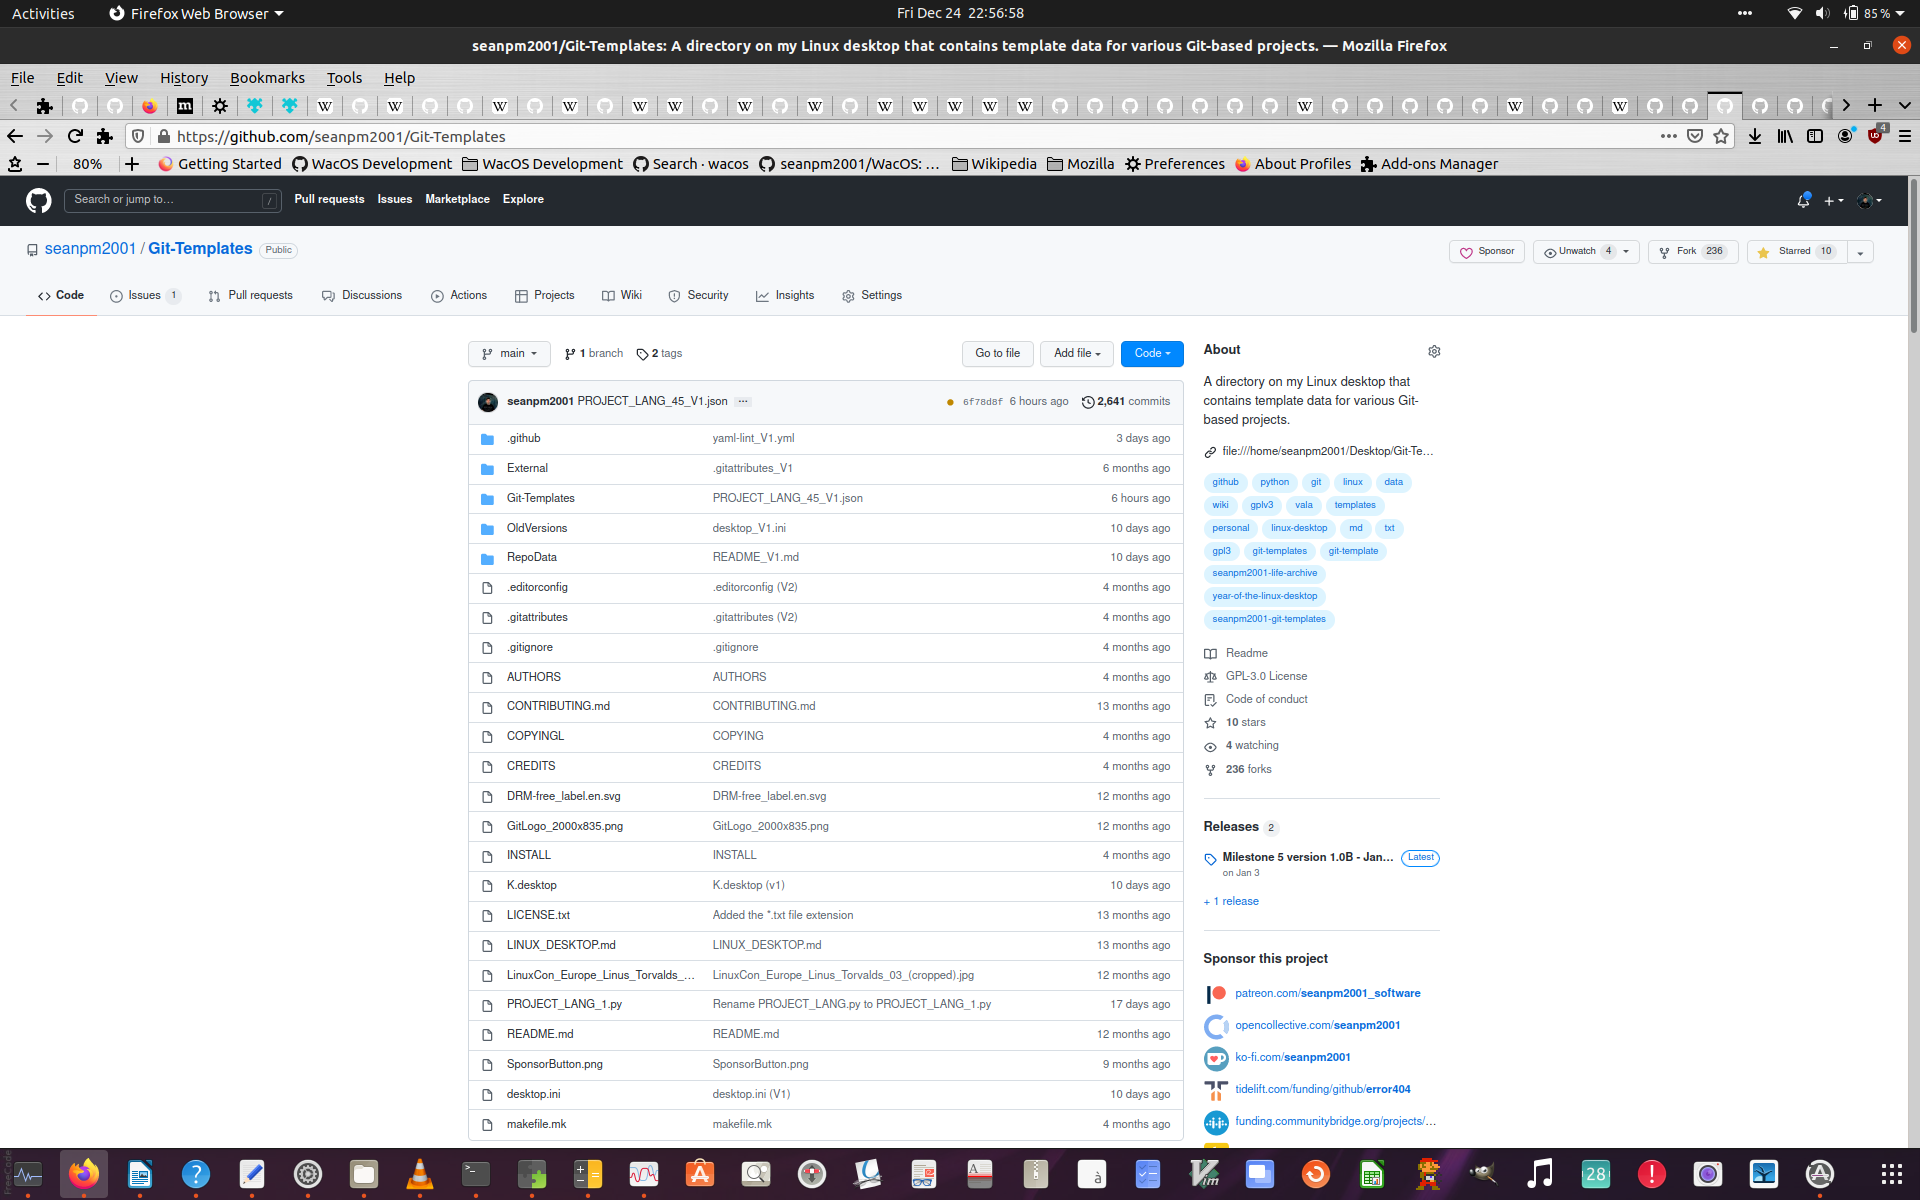 Activities Firefox Web Browser Fri Dec 24 22:56:58 85 %
seanpm2001/Git-Templates: A directory on my Linux desktop that contains template data for various Git-based projects. — Mozilla Firefox
File Edit View History Bookmarks Tools Help
https://github.com/seanpm2001/Git-Templates 4
80% Getting Started WacOS Development WacOS Development Search · wacos seanpm2001/WacOS: ... Wikipedia Mozilla Preferences About Profiles Add-ons Manager
Search or jump to... / Pull requests Issues Marketplace Explore
seanpm2001 / Git-Templates Public Sponsor Unwatch 4 Fork 236 Starred 10
Code Issues 1 Pull requests Discussions Actions Projects Wiki Security Insights Settings
main 1 branch 2 tags Go to file Add file Code
seanpm2001 PROJECT_LANG_45_V1.json ... 6f78d8f 6 hours ago 2,641 commits
.github yaml-lint_V1.yml 3 days ago
External .gitattributes_V1 6 months ago
Git-Templates PROJECT_LANG_45_V1.json 6 hours ago
OldVersions desktop_V1.ini 10 days ago
RepoData README_V1.md 10 days ago
.editorconfig .editorconfig (V2) 4 months ago
.gitattributes .gitattributes (V2) 4 months ago
.gitignore .gitignore 4 months ago
AUTHORS AUTHORS 4 months ago
CONTRIBUTING.md CONTRIBUTING.md 13 months ago
COPYINGL COPYING 4 months ago
CREDITS CREDITS 4 months ago
DRM-free_label.en.svg DRM-free_label.en.svg 12 months ago
GitLogo_2000x835.png GitLogo_2000x835.png 12 months ago
INSTALL INSTALL 4 months ago
K.desktop K.desktop (v1) 10 days ago
LICENSE.txt Added the *.txt file extension 13 months ago
LINUX_DESKTOP.md LINUX_DESKTOP.md 13 months ago
LinuxCon_Europe_Linus_Torvalds_... LinuxCon_Europe_Linus_Torvalds_03_(cropped).jpg 12 months ago
PROJECT_LANG_1.py Rename PROJECT_LANG.py to PROJECT_LANG_1.py 17 days ago
README.md README.md 12 months ago
SponsorButton.png SponsorButton.png 9 months ago
desktop.ini desktop.ini (V1) 10 days ago
makefile.mk makefile.mk 4 months ago
About
A directory on my Linux desktop that
contains template data for various Git-
based projects.
file:///home/seanpm2001/Desktop/Git-Te...
github python git linux data
wiki gplv3 vala templates
personal linux-desktop md txt
gpl3 git-templates git-template
seanpm2001-life-archive
year-of-the-linux-desktop
seanpm2001-git-templates
Readme
GPL-3.0 License
Code of conduct
10 stars
4 watching
236 forks
Releases 2
Milestone 5 version 1.0B - Jan... Latest
on Jan 3
+ 1 release
Sponsor this project
patreon.com/seanpm2001_software
opencollective.com/seanpm2001
ko-fi.com/seanpm2001
tidelift.com/funding/github/error404
funding.communitybridge.org/projects/...
28